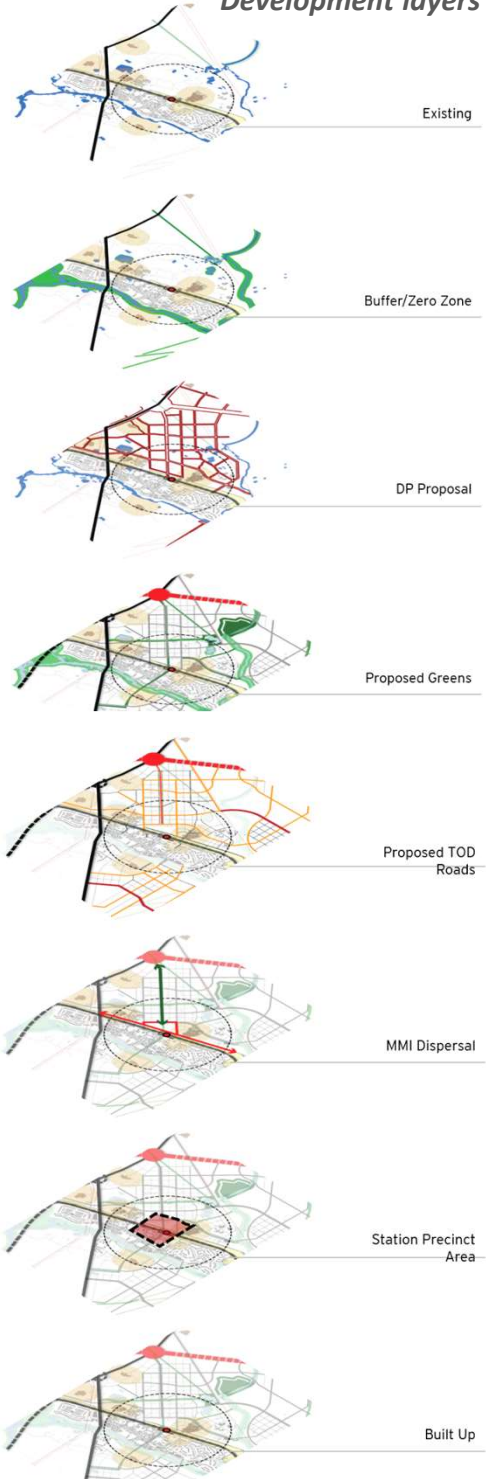 Development layers
Existing
Buffer/Zero Zone
DP Proposal
Proposed Greens
Proposed TOD
Roads
MMI Dispersal
Station Precinct
Area
Built Up